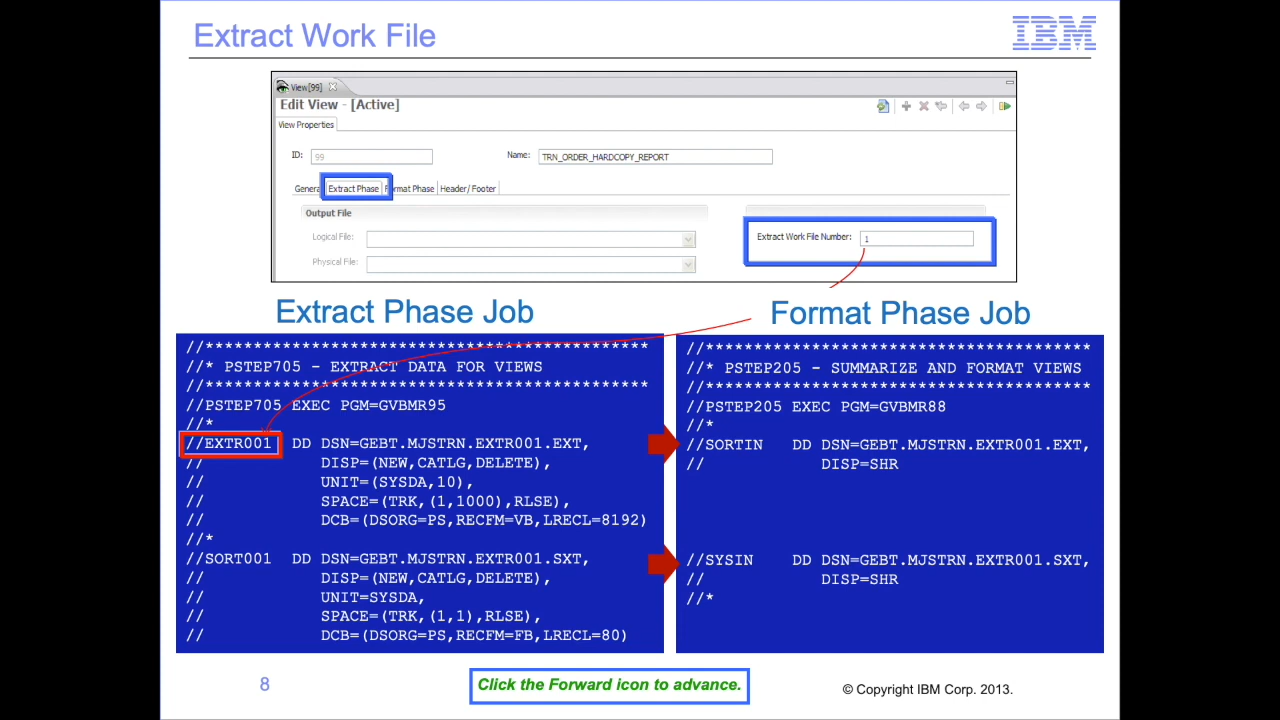 Extract Work File
IBM
View[99]
Edit View - [Active]
View Properties
ID: 99 Name: TRN_ORDER_HARDCOPY_REPORT
General Extract Phase Format Phase Header/Footer
Output File
Logical File:
Extract Work File Number: 1
Physical File:
Extract Phase Job
//**********************************************
//* PSTEP705 - EXTRACT DATA FOR VIEWS
//**********************************************
//PSTEP705 EXEC PGM=GVBMR95
//*
//EXTR001 DD DSN=GEBT.MJSTRN.EXTR001.EXT,
// DISP=(NEW,CATLG,DELETE),
// UNIT=(SYSDA,10),
// SPACE=(TRK,(1,1000),RLSE),
// DCB=(DSORG=PS,RECFM=VB,LRECL=8192)
//*
//SORT001 DD DSN=GEBT.MJSTRN.EXTR001.SXT,
// DISP=(NEW,CATLG,DELETE),
// UNIT=SYSDA,
// SPACE=(TRK,(1,1),RLSE),
// DCB=(DSORG=PS,RECFM=FB,LRECL=80)
Format Phase Job
//****************************************
//* PSTEP205 - SUMMARIZE AND FORMAT VIEWS
//****************************************
//PSTEP205 EXEC PGM=GVBMR88
//*
//SORTIN DD DSN=GEBT.MJSTRN.EXTR001.EXT,
// DISP=SHR
//SYSIN DD DSN=GEBT.MJSTRN.EXTR001.SXT,
// DISP=SHR
//*
8
Click the Forward icon to advance.
© Copyright IBM Corp. 2013.